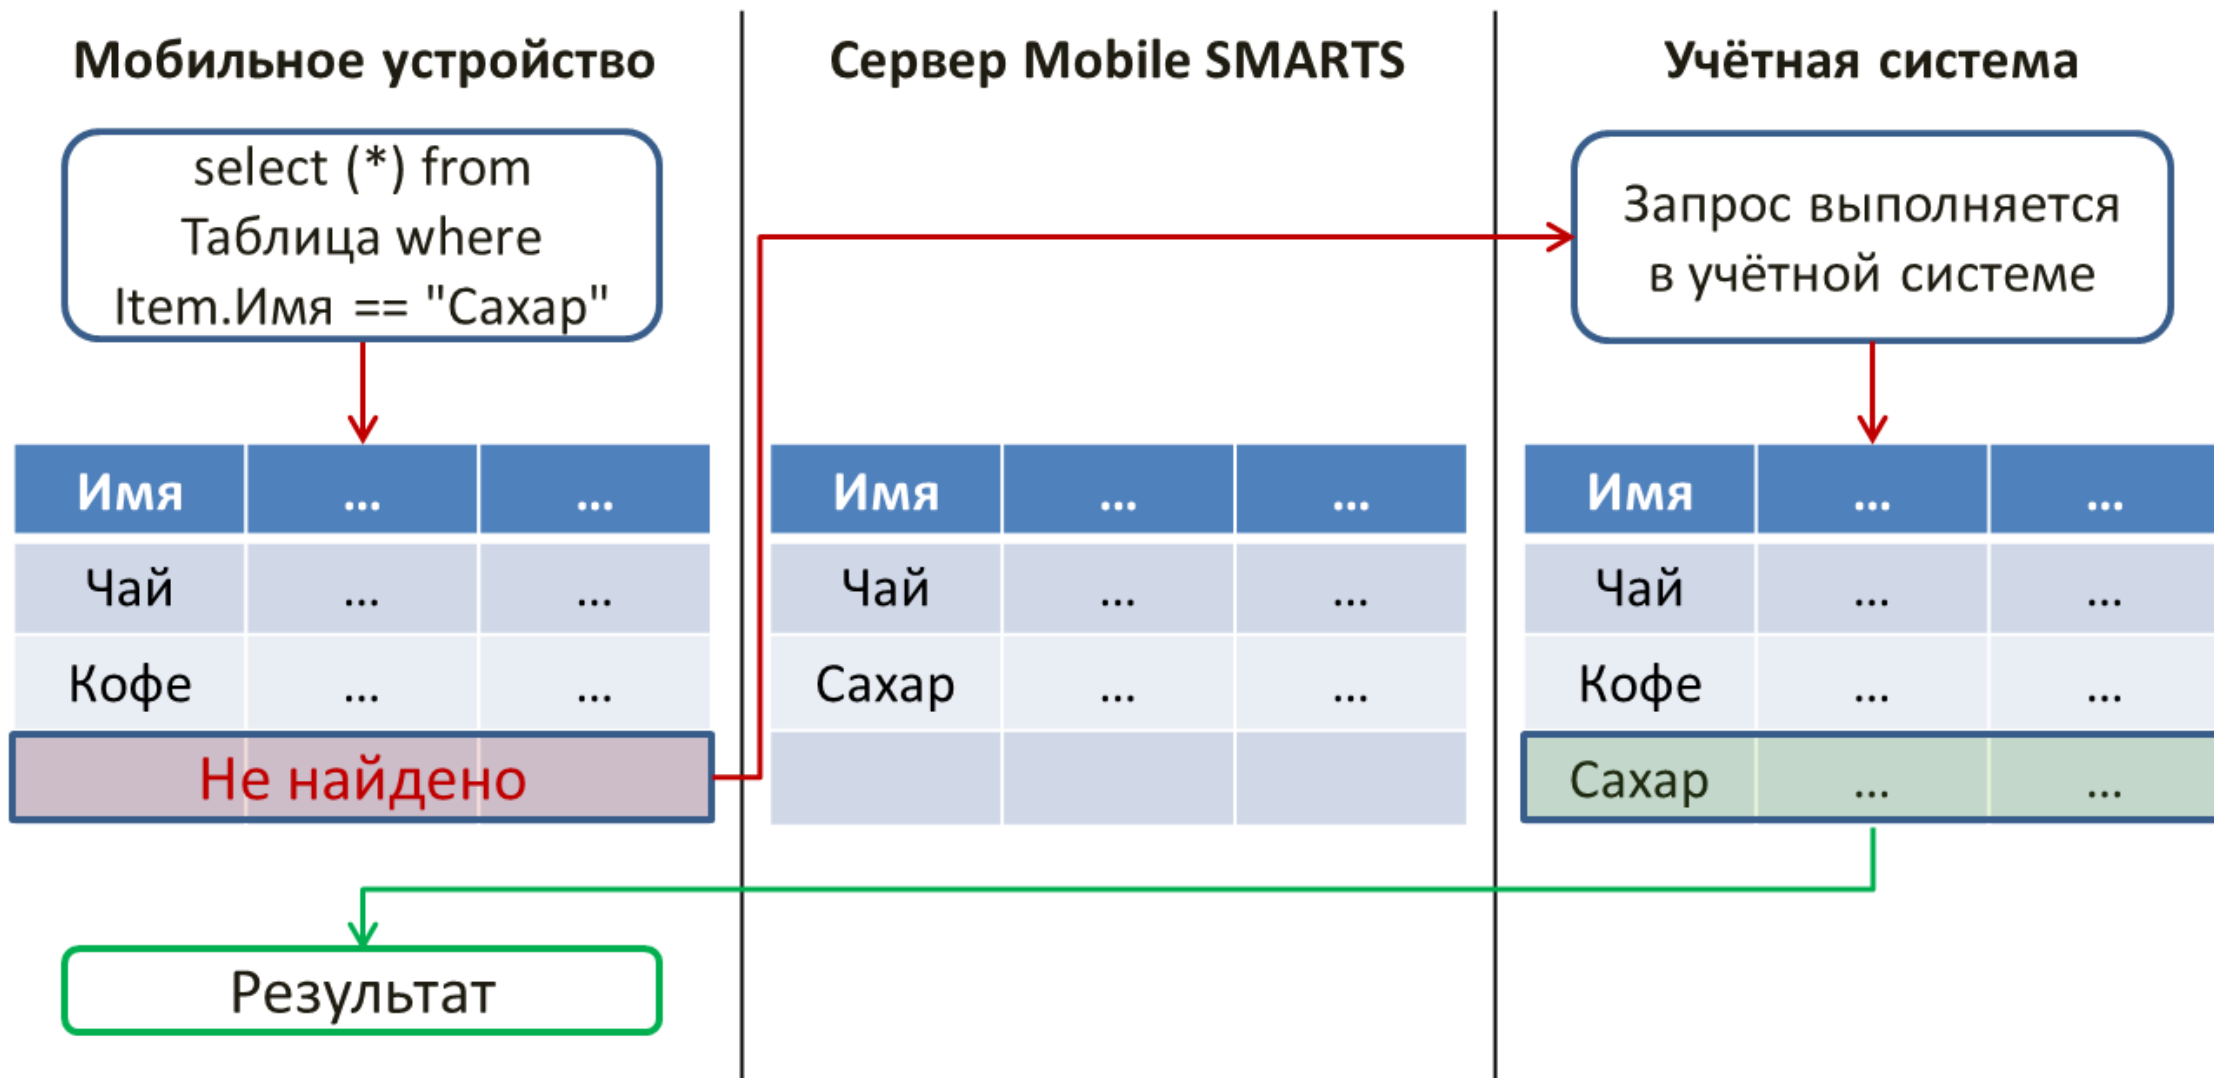 Мобильное устройство
select (*) from
Таблица where
Item.Имя == "Сахар"
Имя ... ...
Чай ... ...
Кофе ... ...
Не найдено
Результат
Сервер Mobile SMARTS
Имя ... ...
Чай ... ...
Сахар ... ...
Учётная система
Запрос выполняется
в учётной системе
Имя ... ...
Чай ... ...
Кофе ... ...
Сахар ... ...